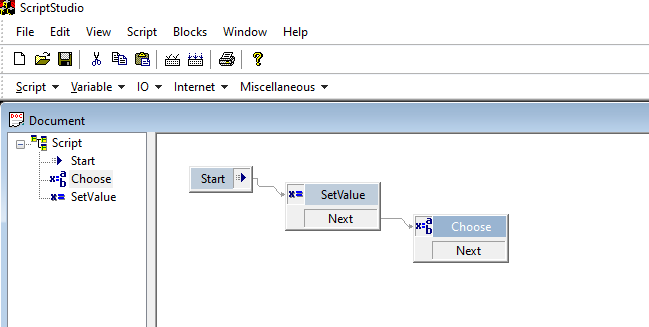 ScriptStudio
File Edit View Script Blocks Window Help
Script Variable IO Internet Miscellaneous
DOC Document
Script
Start
x=a b Choose
x= SetValue
Start
x= SetValue
Next
x=a b Choose
Next